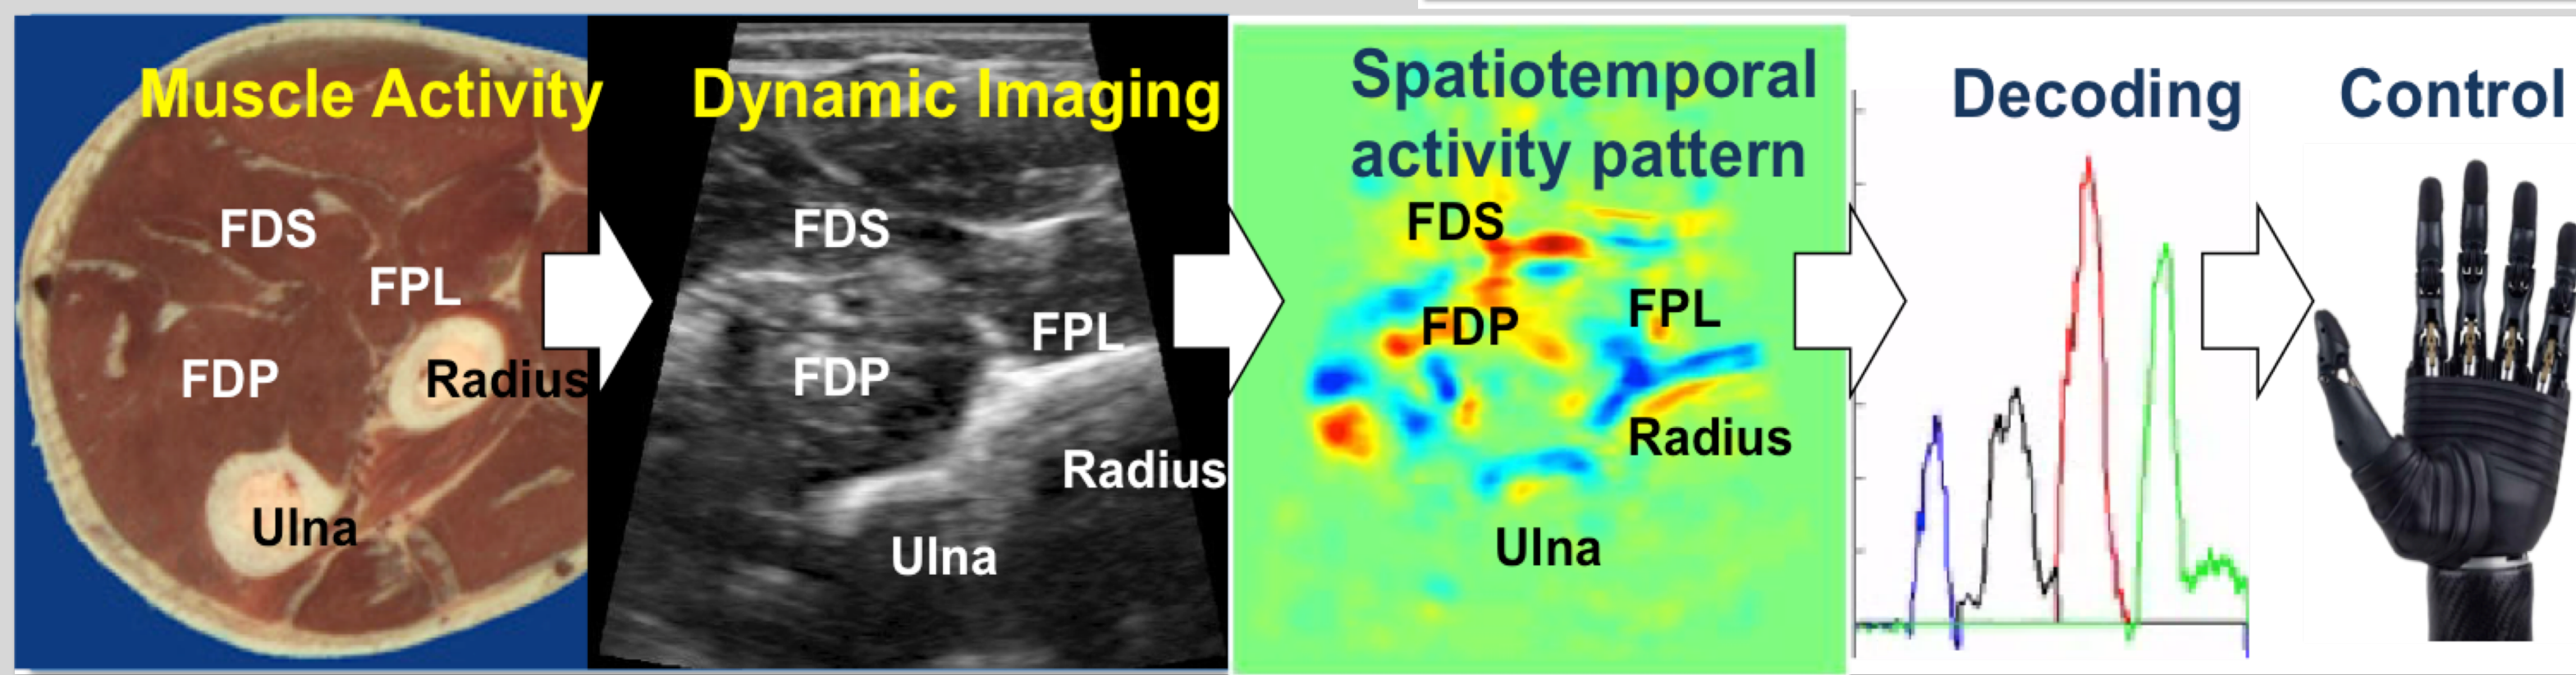 Muscle Activity
FDS
FPL
FDP
Radius
Ulna
Dynamic Imaging
FDS
FPL
FDP
Radius
Ulna
Spatiotemporal
activity pattern
FDS
FPL
FDP
Radius
Ulna
Decoding
Control